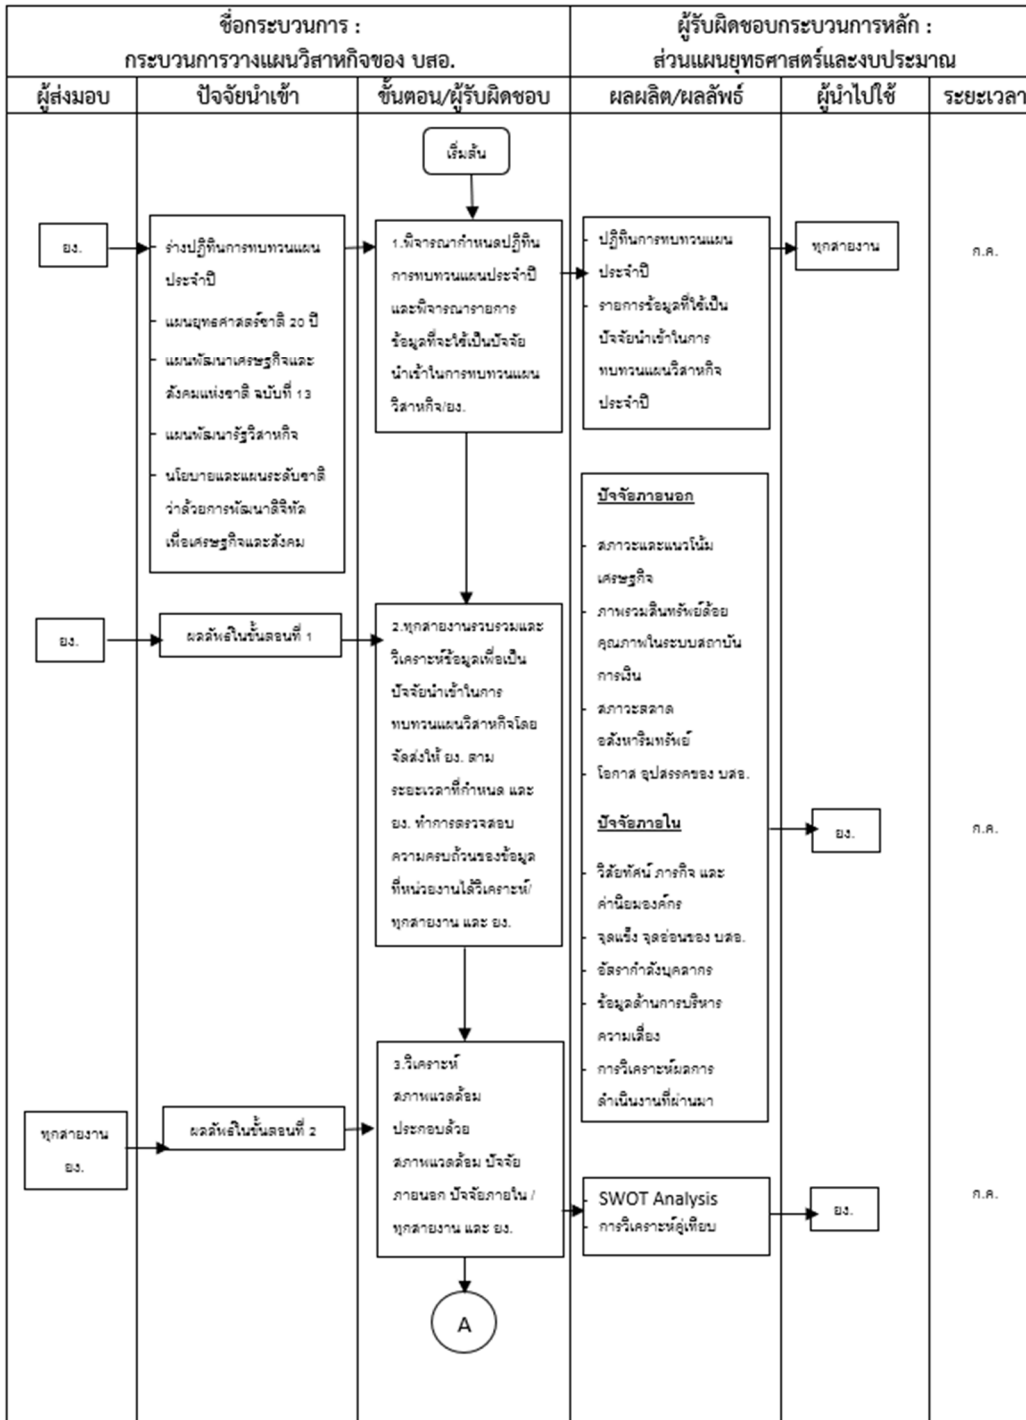 ชื่อกระบวนการ :
กระบวนการวางแผนวิสาหกิจของ บสอ.
ผู้รับผิดชอบกระบวนการหลัก :
ส่วนแผนยุทธศาสตร์และงบประมาณ
ผู้ส่งมอบ
ปัจจัยนำเข้า
ขั้นตอน/ผู้รับผิดชอบ
ผลผลิต/ผลลัพธ์
ผู้นำไปใช้
ระยะเวลา
เริ่มต้น
ยง.
- ร่างปฏิทินการทบทวนแผน
ประจำปี
- แผนยุทธศาสตร์ชาติ 20 ปี
- แผนพัฒนาเศรษฐกิจและ
สังคมแห่งชาติ ฉบับที่ 13
- แผนพัฒนารัฐวิสาหกิจ
- นโยบายและแผนระดับชาติ
ว่าด้วยการพัฒนาดิจิทัล
เพื่อเศรษฐกิจและสังคม
1.พิจารณากำหนดปฏิทิน
การทบทวนแผนประจำปี
และพิจารณารายการ
ข้อมูลที่จะใช้เป็นปัจจัย
นำเข้าในการทบทวนแผน
วิสาหกิจ/ยง.
- ปฏิทินการทบทวนแผน
ประจำปี
- รายการข้อมูลที่ใช้เป็น
ปัจจัยนำเข้าในการ
ทบทวนแผนวิสาหกิจ
ประจำปี
ทุกสายงาน
ก.ค.
ยง.
ผลลัพธ์ในขั้นตอนที่ 1
2.ทุกสายงานรวบรวมและ
วิเคราะห์ข้อมูลเพื่อเป็น
ปัจจัยนำเข้าในการ
ทบทวนแผนวิสาหกิจโดย
จัดส่งให้ ยง. ตาม
ระยะเวลาที่กำหนด และ
ยง. ทำการตรวจสอบ
ความครบถ้วนของข้อมูล
ที่หน่วยงานได้วิเคราะห์/
ทุกสายงาน และ ยง.
ปัจจัยภายนอก
- สภาวะและแนวโน้ม
เศรษฐกิจ
- ภาพรวมสินทรัพย์ด้อย
คุณภาพในระบบสถาบัน
การเงิน
- สภาวะตลาด
อสังหาริมทรัพย์
- โอกาส อุปสรรคของ บสอ.
ปัจจัยภายใน
- วิสัยทัศน์ ภารกิจ และ
ค่านิยมองค์กร
- จุดแข็ง จุดอ่อนของ บสอ.
- อัตรากำลังบุคลากร
- ข้อมูลด้านการบริหาร
ความเสี่ยง
- การวิเคราะห์ผลการ
ดำเนินงานที่ผ่านมา
ยง.
ก.ค.
ทุกสายงาน
ยง.
ผลลัพธ์ในขั้นตอนที่ 2
3.วิเคราะห์
สภาพแวดล้อม
ประกอบด้วย
สภาพแวดล้อม ปัจจัย
ภายนอก ปัจจัยภายใน /
ทุกสายงาน และ ยง.
- SWOT Analysis
- การวิเคราะห์คู่เทียบ
ยง.
ก.ค.
A